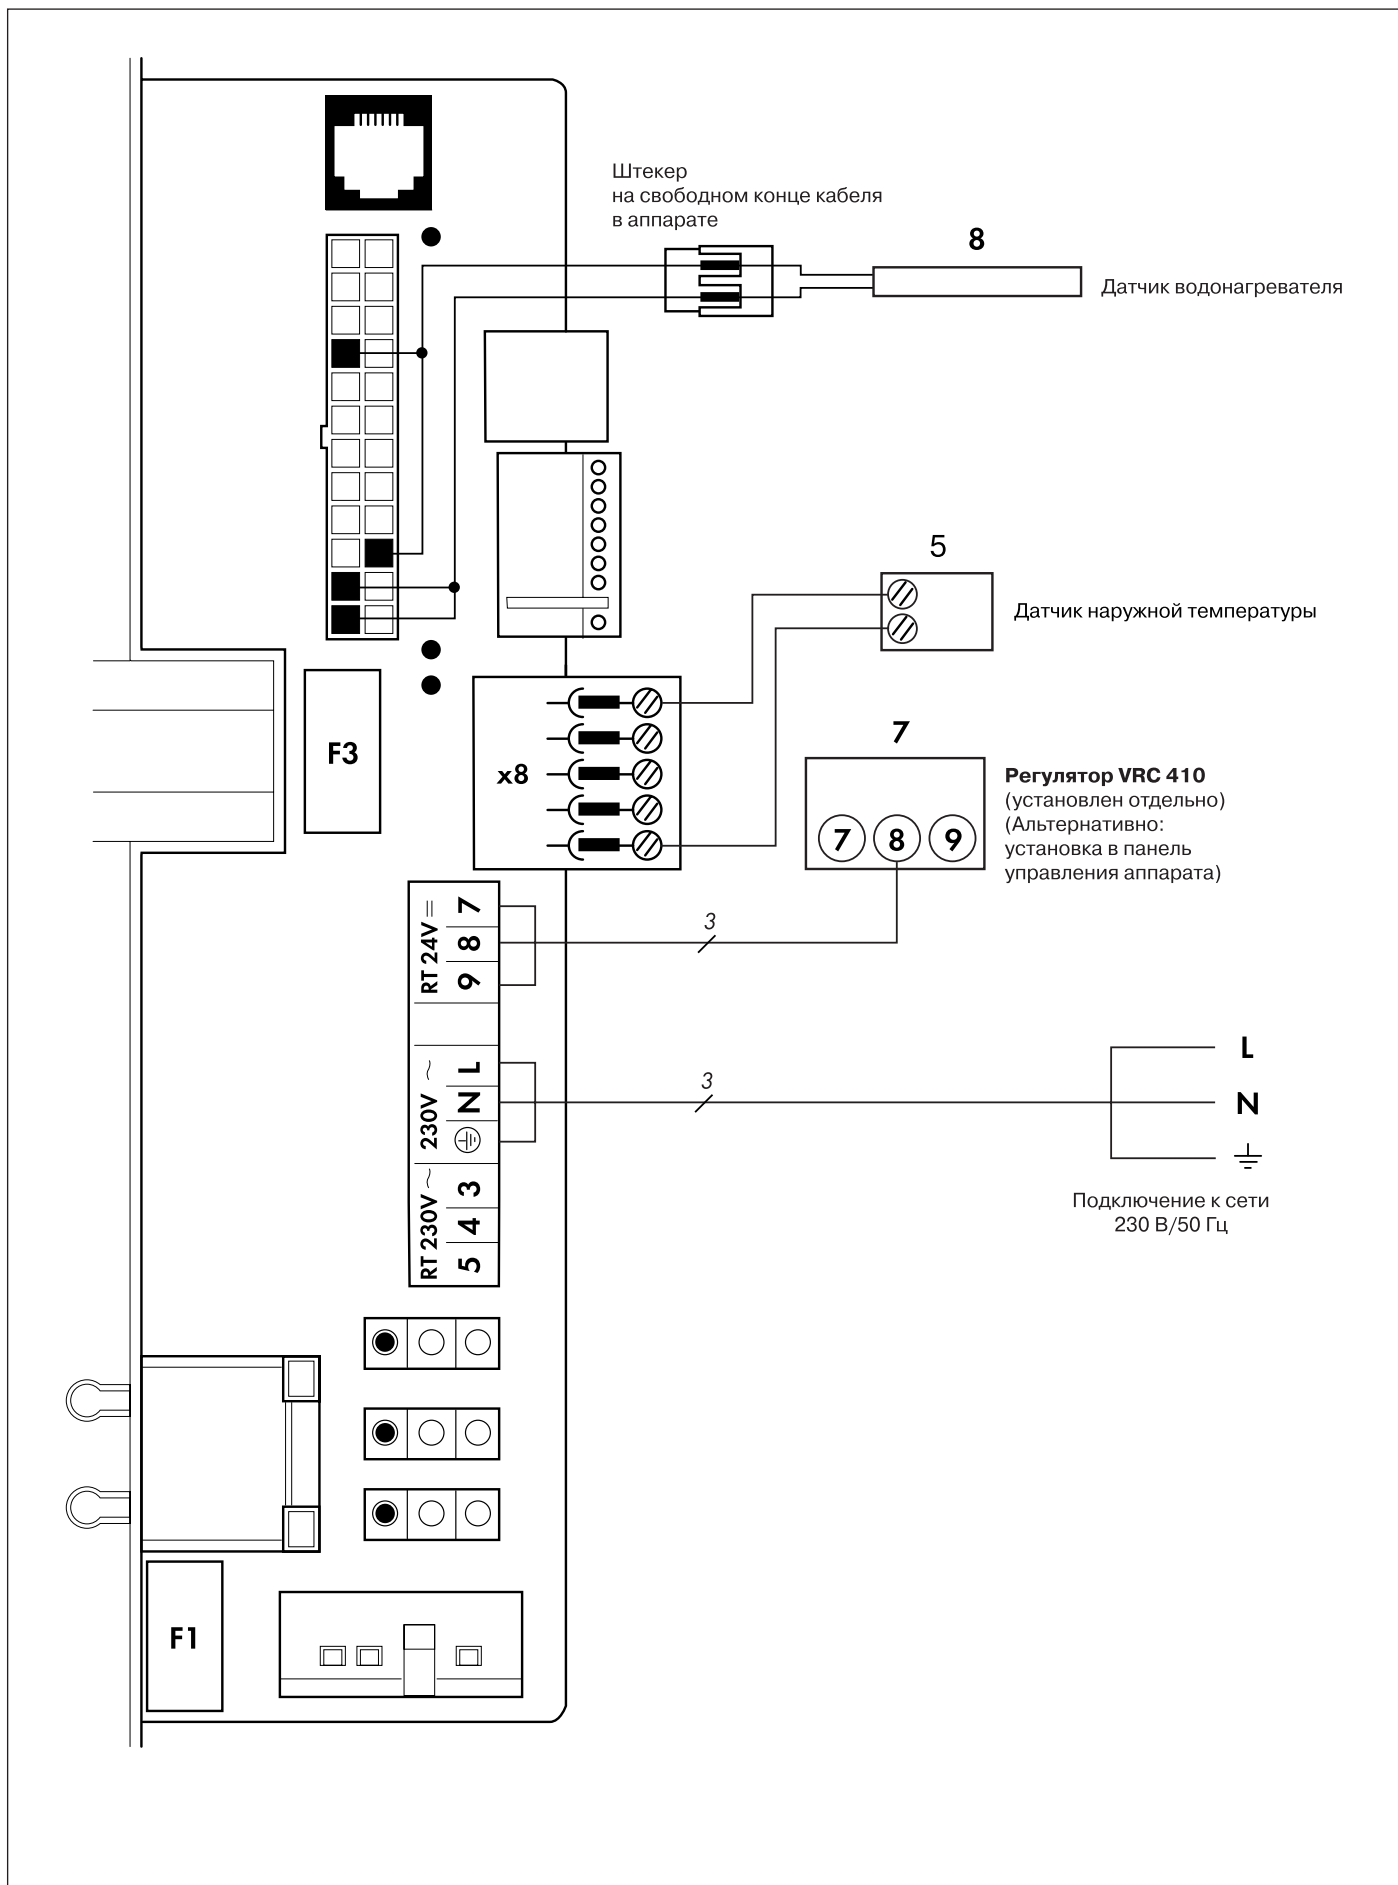 Штекер
на свободном конце кабеля
в аппарате
8
Датчик водонагревателя
5
Датчик наружной температуры
F3
x8
7
7 8 9
Регулятор VRC 410
(установлен отдельно)
(Альтернативно:
установка в панель
управления аппарата)
RT 24V =
7
8
9
3
230V ~
L
N
3
L
N
Подключение к сети
230 В/50 Гц
RT 230V ~
3
4
5
F1